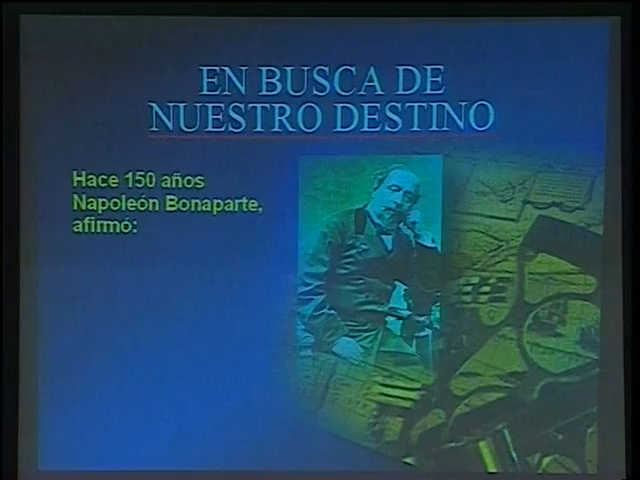 EN BUSCA DE
NUESTRO DESTINO
Hace 150 años
Napoleón Bonaparte,
afirmó: